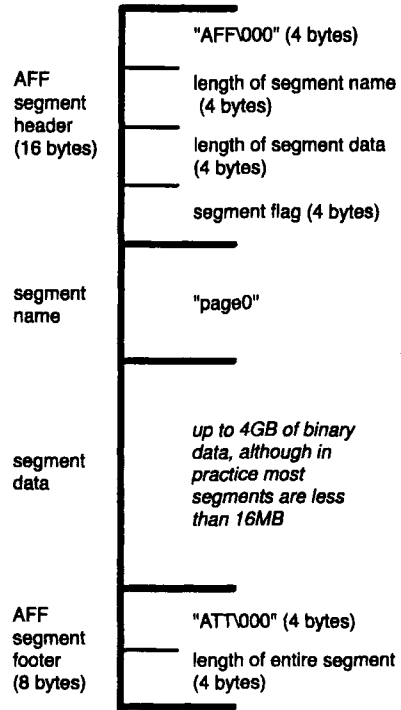 AFF
segment
header
(16 bytes)
"AFF\000" (4 bytes)
length of segment name
(4 bytes)
length of segment data
(4 bytes)
segment flag (4 bytes)
segment
name
"page0"
segment
data
up to 4GB of binary
data, although in
practice most
segments are less
than 16MB
AFF
segment
footer
(8 bytes)
"ATT\000" (4 bytes)
length of entire segment
(4 bytes)